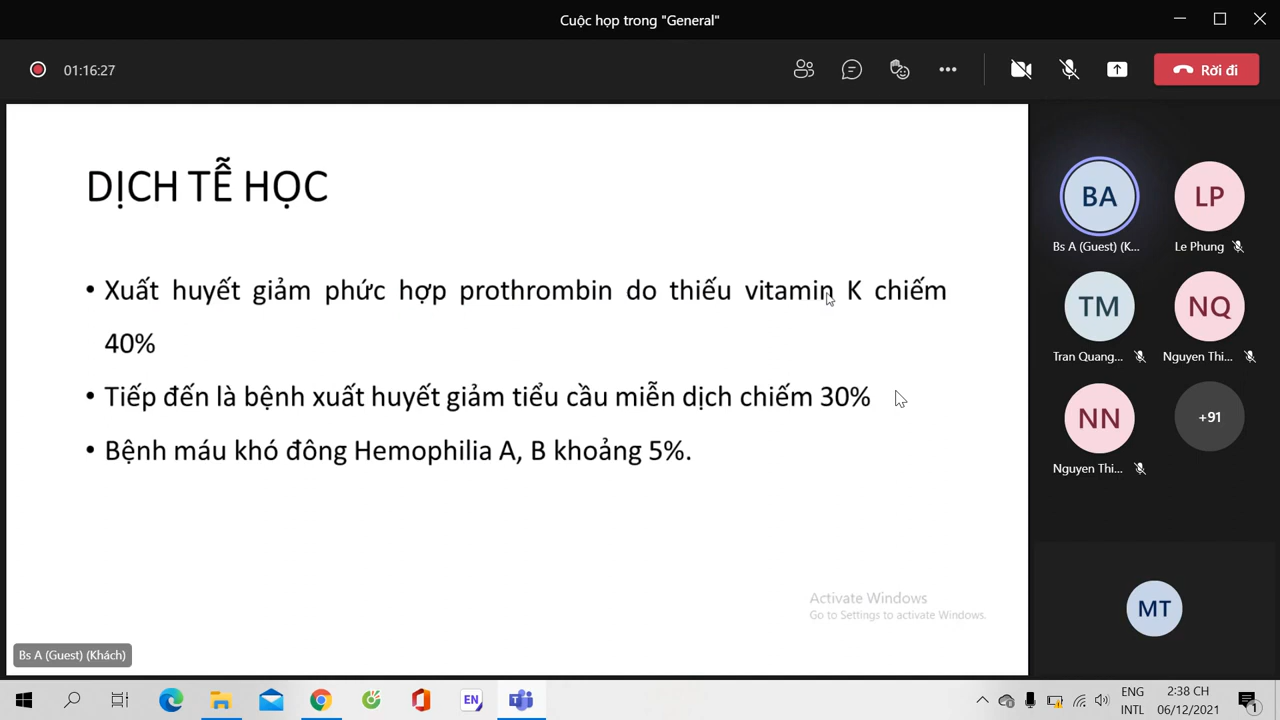 Cuộc họp trong "General"
01:16:27
Rời đi
DỊCH TỄ HỌC
• Xuất huyết giảm phức hợp prothrombin do thiếu vitamin K chiếm
40%
• Tiếp đến là bệnh xuất huyết giảm tiểu cầu miễn dịch chiếm 30%
• Bệnh máu khó đông Hemophilia A, B khoảng 5%.
Activate Windows
Go to Settings to activate Windows.
Bs A (Guest) (Khách)
BA
LP
Bs A (Guest) (K...
Le Phung
TM
NQ
Tran Quang...
Nguyen Thi...
NN
+91
Nguyen Thi...
MT
EN
ENG
INTL
2:38 CH
06/12/2021
1